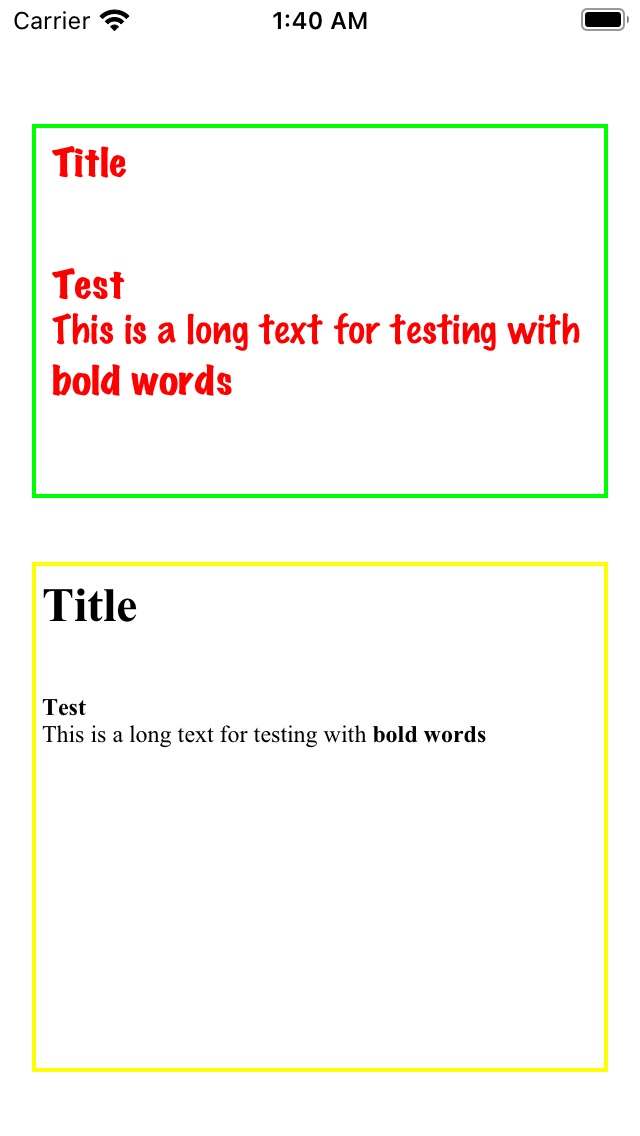 Carrier 1:40 AM
Title
Test
This is a long text for testing with
bold words
Title
Test
This is a long text for testing with bold words